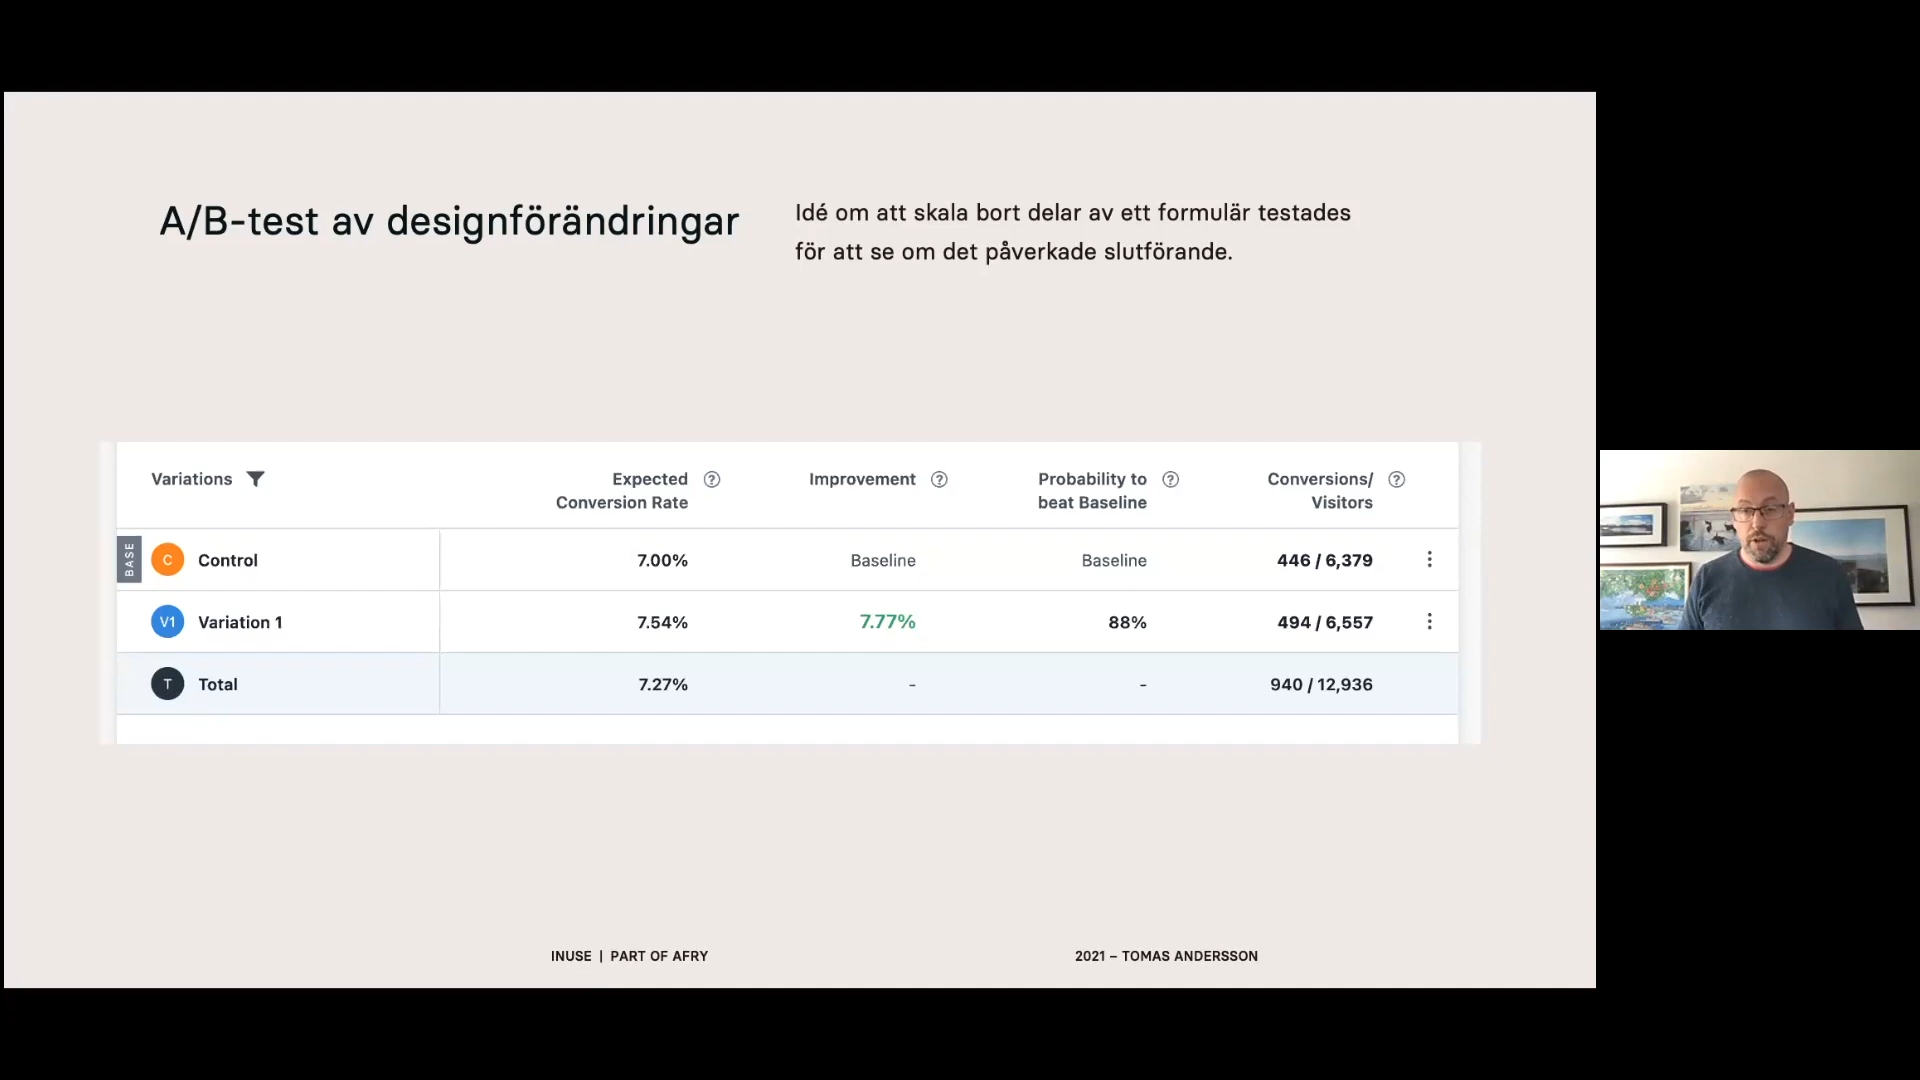 A/B-test av designförändringar
Idé om att skala bort delar av ett formulär testades
för att se om det påverkade slutförande.
Variations
Expected
Conversion Rate
Improvement
Probability to
beat Baseline
Conversions/
Visitors
BASE
C Control 7.00% Baseline Baseline 446 / 6,379
V1 Variation 1 7.54% 7.77% 88% 494 / 6,557
T Total 7.27% - - 940 / 12,936
INUSE | PART OF AFRY
2021 – TOMAS ANDERSSON